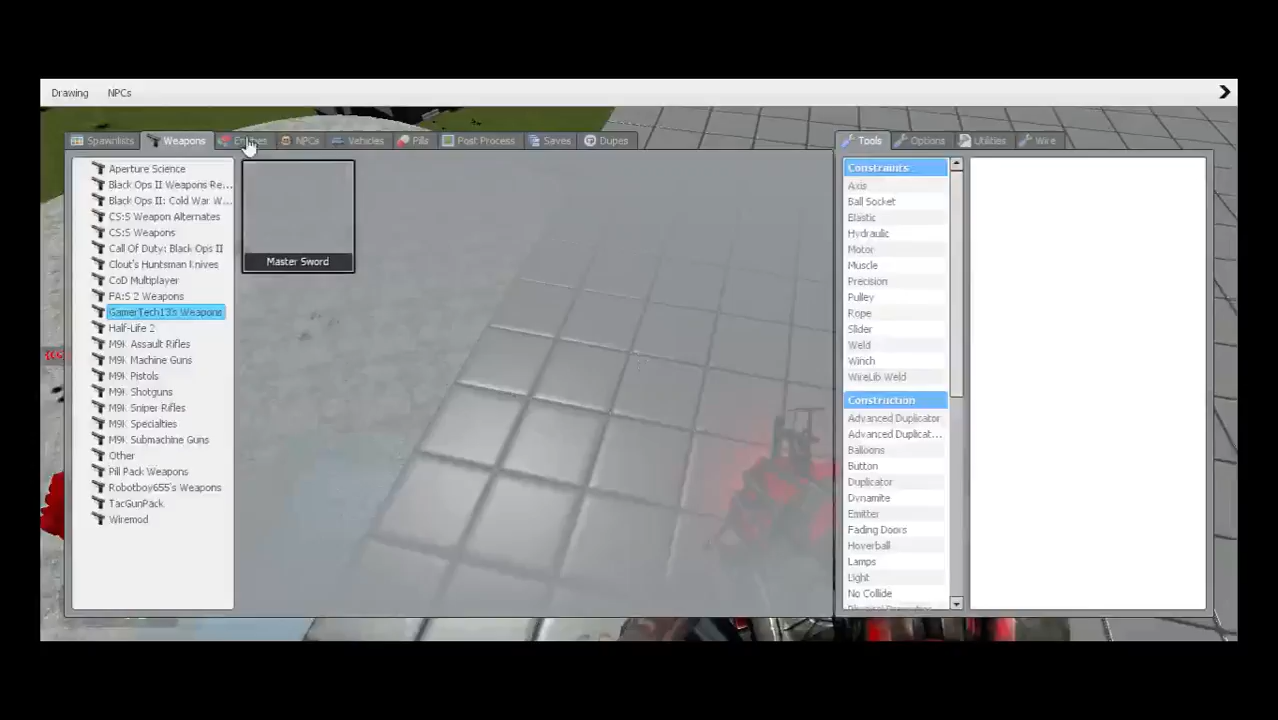 Drawing NPCs
Spawnlists Weapons Entities NPCs Vehicles Pills Post Process Saves Dupes
Aperture Science
Black Ops II Weapons Re...
Black Ops II: Cold War W...
CS:S Weapon Alternates
CS:S Weapons
Call Of Duty: Black Ops II
Clout's Huntsman Knives
CoD Multiplayer
FA:S 2 Weapons
GamerTech13's Weapons
Half-Life 2
M9K Assault Rifles
M9K Machine Guns
M9K Pistols
M9K Shotguns
M9K Sniper Rifles
M9K Specialties
M9K Submachine Guns
Other
Pill Pack Weapons
Robotboy655's Weapons
TacGunPack
Wiremod
Master Sword
Tools Options Utilities Wire
Constraints
Axis
Ball Socket
Elastic
Hydraulic
Motor
Muscle
Precision
Pulley
Rope
Slider
Weld
Winch
WireLib Weld
Construction
Advanced Duplicator
Advanced Duplicat...
Balloons
Button
Duplicator
Dynamite
Emitter
Fading Doors
Hoverball
Lamps
Light
No Collide